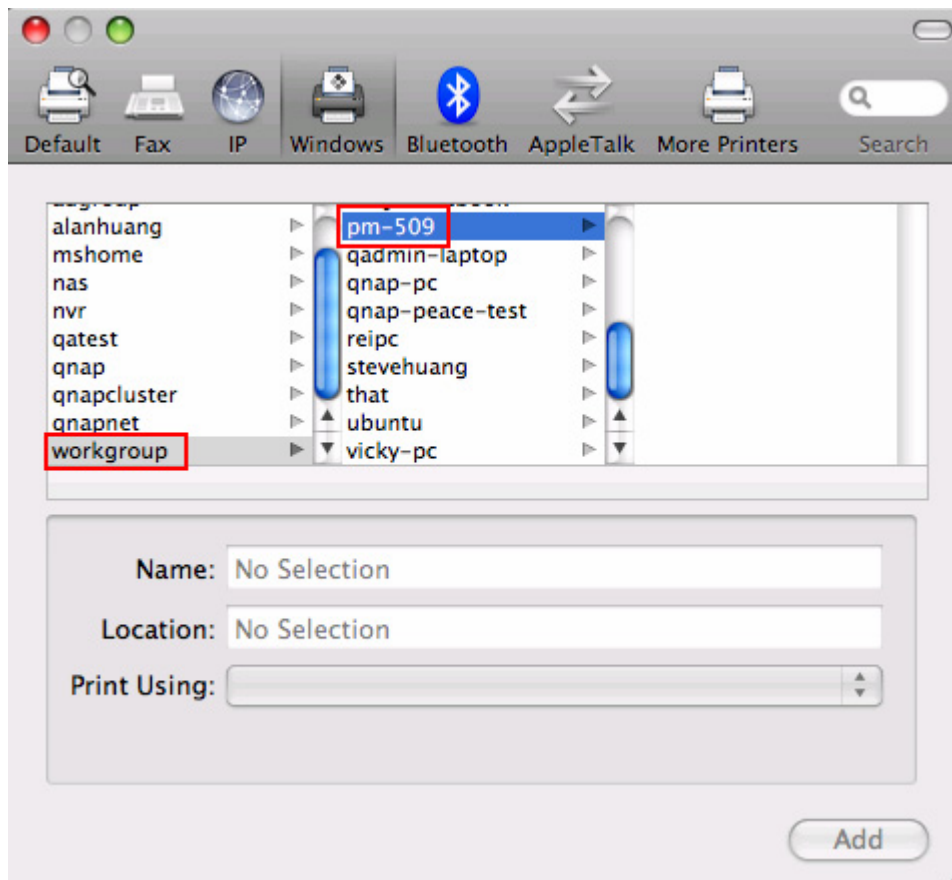 Default Fax IP Windows Bluetooth AppleTalk More Printers Search
alanhuang
mshome
nas
nvr
qatest
qnap
qnapcluster
qnapnet
workgroup
pm-509
qadmin-laptop
qnap-pc
qnap-peace-test
reipc
stevehuang
that
ubuntu
vicky-pc
Name: No Selection
Location: No Selection
Print Using:
Add